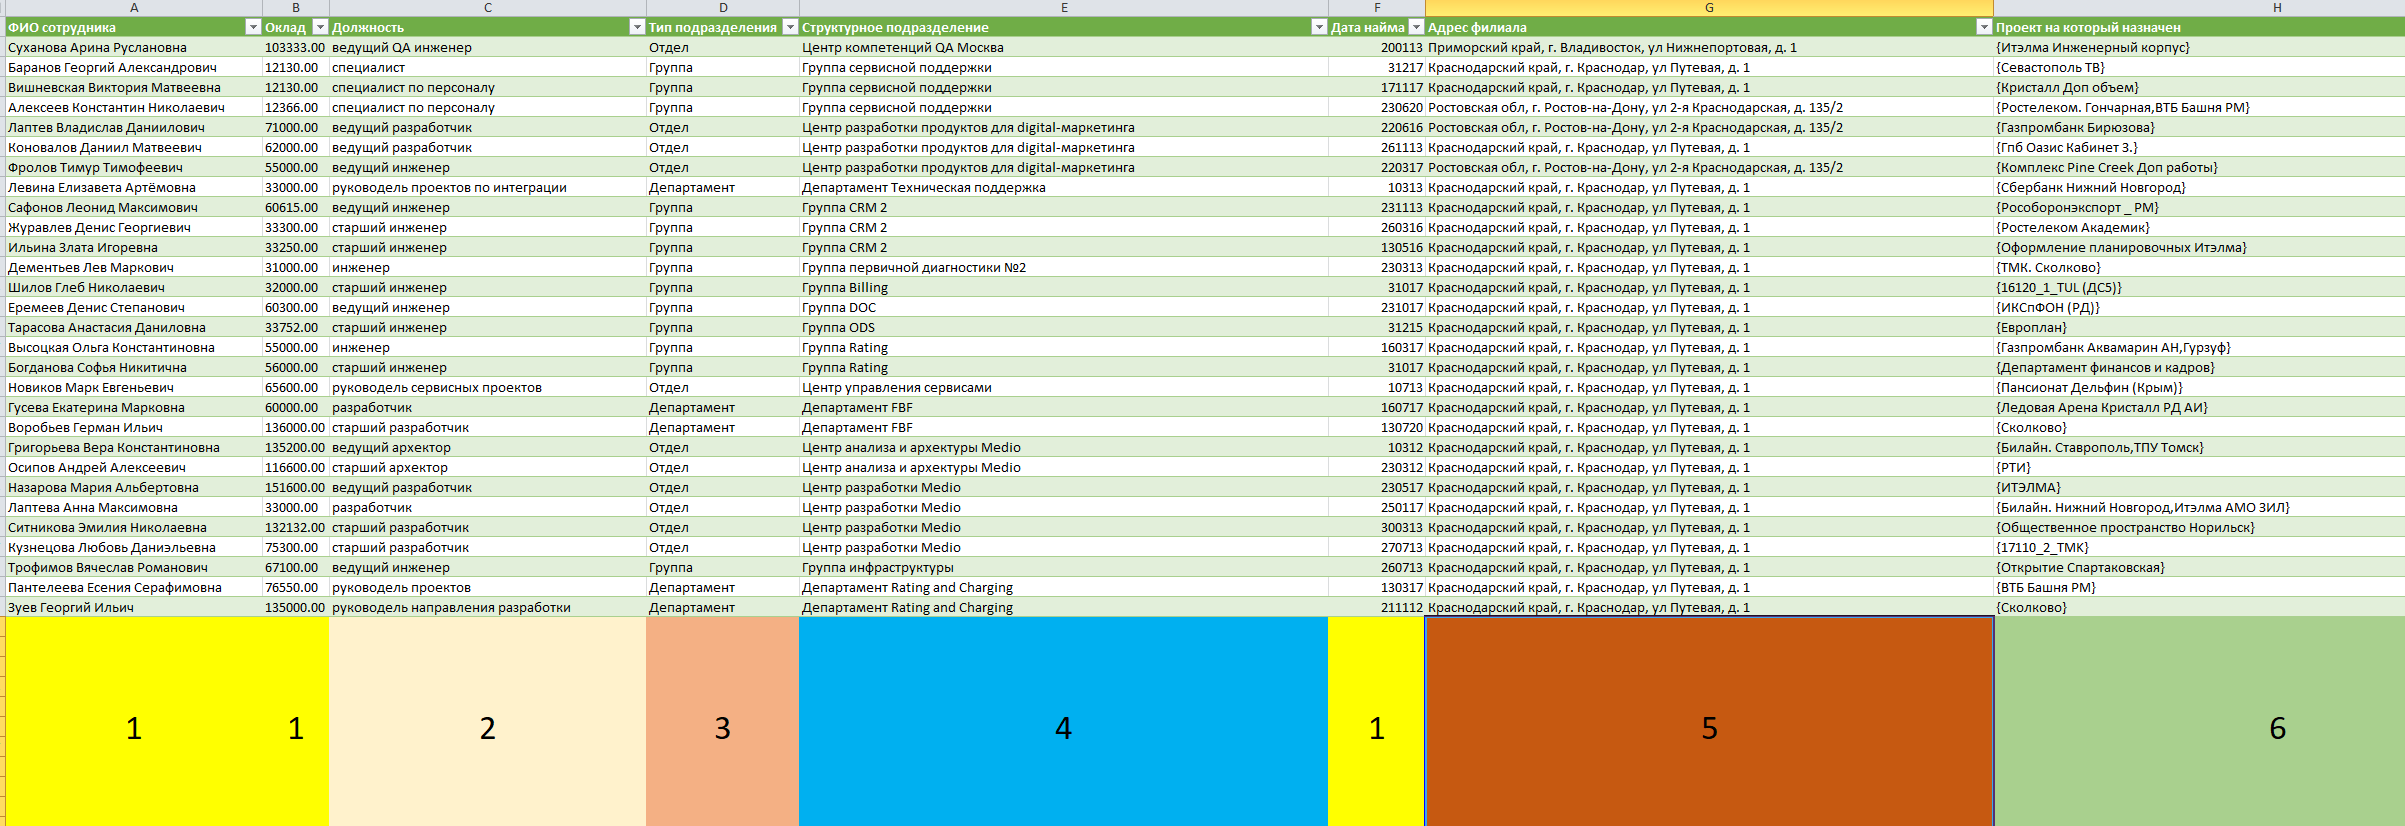 A B C D E F G H
ФИО сотрудника Оклад Должность Тип подразделения Структурное подразделение Дата найма Адрес филиала Проект на который назначен
Суханова Арина Руслановна 103333.00 ведущий QA инженер Отдел Центр компетенций QA Москва 200113 Приморский край, г. Владивосток, ул Нижнепортовая, д. 1 {Итэлма Инженерный корпус}
Баранов Георгий Александрович 12130.00 специалист Группа Группа сервисной поддержки 31217 Краснодарский край, г. Краснодар, ул Путевая, д. 1 {Севастополь ТВ}
Вишневская Виктория Матвеевна 12130.00 специалист по персоналу Группа Группа сервисной поддержки 171117 Краснодарский край, г. Краснодар, ул Путевая, д. 1 {Кристалл Доп объем}
Алексеев Константин Николаевич 12366.00 специалист по персоналу Группа Группа сервисной поддержки 230620 Ростовская обл, г. Ростов-на-Дону, ул 2-я Краснодарская, д. 135/2 {Ростелеком. Гончарная,ВТБ Башня РМ}
Лаптев Владислав Даниилович 71000.00 ведущий разработчик Отдел Центр разработки продуктов для digital-маркетинга 220616 Ростовская обл, г. Ростов-на-Дону, ул 2-я Краснодарская, д. 135/2 {Газпромбанк Бирюзова}
Коновалов Даниил Матвеевич 62000.00 ведущий разработчик Отдел Центр разработки продуктов для digital-маркетинга 261113 Краснодарский край, г. Краснодар, ул Путевая, д. 1 {Гпб Оазис Кабинет 3.}
Фролов Тимур Тимофеевич 55000.00 ведущий инженер Отдел Центр разработки продуктов для digital-маркетинга 220317 Ростовская обл, г. Ростов-на-Дону, ул 2-я Краснодарская, д. 135/2 {Комплекс Pine Creek Доп работы}
Левина Елизавета Артёмовна 33000.00 руководель проектов по интеграции Департамент Департамент Техническая поддержка 10313 Краснодарский край, г. Краснодар, ул Путевая, д. 1 {Сбербанк Нижний Новгород}
Сафонов Леонид Максимович 60615.00 ведущий инженер Группа Группа CRM 2 231113 Краснодарский край, г. Краснодар, ул Путевая, д. 1 {Рособоронэкспорт _ РМ}
Журавлев Денис Георгиевич 33300.00 старший инженер Группа Группа CRM 2 260316 Краснодарский край, г. Краснодар, ул Путевая, д. 1 {Ростелеком Академик}
Ильина Злата Игоревна 33250.00 старший инженер Группа Группа CRM 2 130516 Краснодарский край, г. Краснодар, ул Путевая, д. 1 {Оформление планировочных Итэлма}
Дементьев Лев Маркович 31000.00 инженер Группа Группа первичной диагностики №2 230313 Краснодарский край, г. Краснодар, ул Путевая, д. 1 {ТМК. Сколково}
Шилов Глеб Николаевич 32000.00 старший инженер Группа Группа Billing 31017 Краснодарский край, г. Краснодар, ул Путевая, д. 1 {16120_1_TUL (ДС5)}
Еремеев Денис Степанович 60300.00 ведущий инженер Группа Группа DOC 231017 Краснодарский край, г. Краснодар, ул Путевая, д. 1 {ИКСпФОН (РД)}
Тарасова Анастасия Даниловна 33752.00 старший инженер Группа Группа ODS 31215 Краснодарский край, г. Краснодар, ул Путевая, д. 1 {Европлан}
Высоцкая Ольга Константиновна 55000.00 инженер Группа Группа Rating 160317 Краснодарский край, г. Краснодар, ул Путевая, д. 1 {Газпромбанк Аквамарин АН,Гурзуф}
Богданова Софья Никитична 56000.00 старший инженер Группа Группа Rating 31017 Краснодарский край, г. Краснодар, ул Путевая, д. 1 {Департамент финансов и кадров}
Новиков Марк Евгеньевич 65600.00 руководель сервисных проектов Отдел Центр управления сервисами 10713 Краснодарский край, г. Краснодар, ул Путевая, д. 1 {Пансионат Дельфин (Крым)}
Гусева Екатерина Марковна 60000.00 разработчик Департамент Департамент FBF 160717 Краснодарский край, г. Краснодар, ул Путевая, д. 1 {Ледовая Арена Кристалл РД АИ}
Воробьев Герман Ильич 136000.00 старший разработчик Департамент Департамент FBF 130720 Краснодарский край, г. Краснодар, ул Путевая, д. 1 {Сколково}
Григорьева Вера Константиновна 135200.00 ведущий архектор Отдел Центр анализа и архектуры Medio 10312 Краснодарский край, г. Краснодар, ул Путевая, д. 1 {Билайн. Ставрополь,ТПУ Томск}
Осипов Андрей Алексеевич 116600.00 старший архектор Отдел Центр анализа и архектуры Medio 230312 Краснодарский край, г. Краснодар, ул Путевая, д. 1 {РТИ}
Назарова Мария Альбертовна 151600.00 ведущий разработчик Отдел Центр разработки Medio 230517 Краснодарский край, г. Краснодар, ул Путевая, д. 1 {ИТЭЛМА}
Лаптева Анна Максимовна 33000.00 разработчик Отдел Центр разработки Medio 250117 Краснодарский край, г. Краснодар, ул Путевая, д. 1 {Билайн. Нижний Новгород,Итэлма АМО ЗИЛ}
Ситникова Эмилия Николаевна 132132.00 старший разработчик Отдел Центр разработки Medio 300313 Краснодарский край, г. Краснодар, ул Путевая, д. 1 {Общественное пространство Норильск}
Кузнецова Любовь Даниэльевна 75300.00 старший разработчик Отдел Центр разработки Medio 270713 Краснодарский край, г. Краснодар, ул Путевая, д. 1 {17110_2_TMK}
Трофимов Вячеслав Романович 67100.00 ведущий инженер Группа Группа инфраструктуры 260713 Краснодарский край, г. Краснодар, ул Путевая, д. 1 {Открытие Спартаковская}
Пантелеева Есения Серафимовна 76550.00 руководель проектов Департамент Департамент Rating and Charging 130317 Краснодарский край, г. Краснодар, ул Путевая, д. 1 {ВТБ Башня РМ}
Зуев Георгий Ильич 135000.00 руководель направления разработки Департамент Департамент Rating and Charging 211112 Краснодарский край, г. Краснодар, ул Путевая, д. 1 {Сколково}
1 1 2 3 4 1 5 6